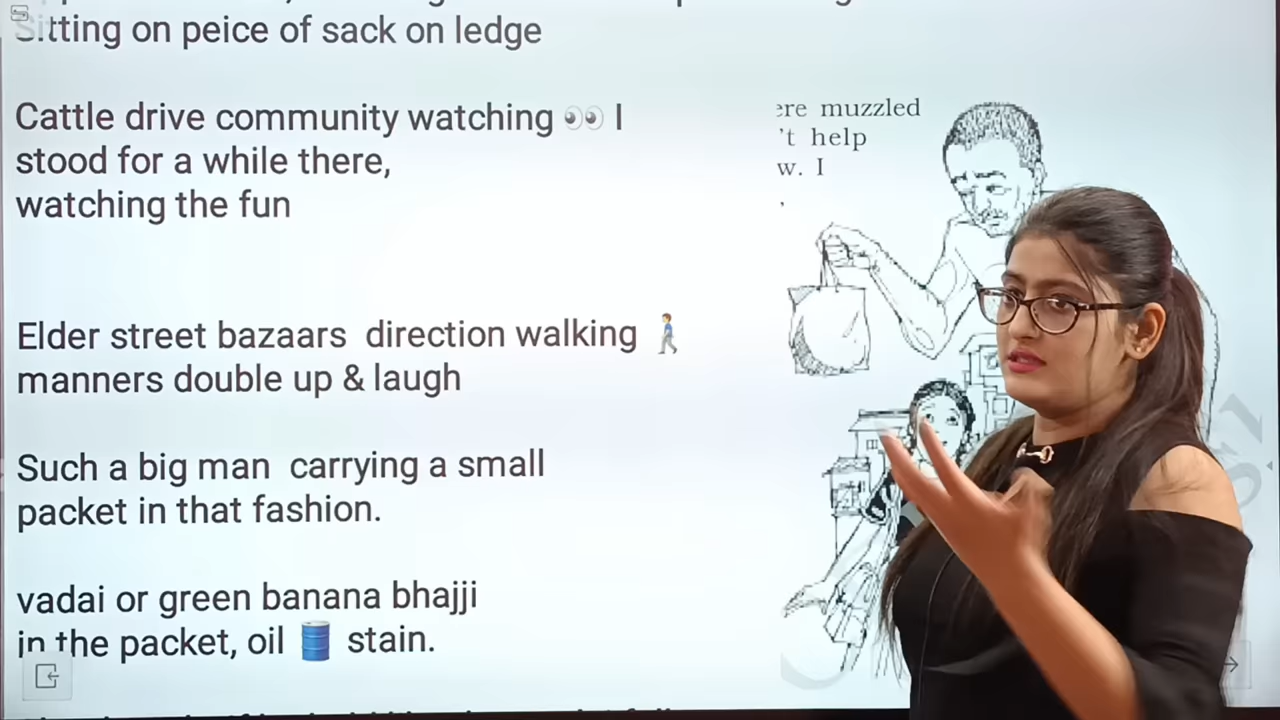 Sitting on peice of sack on ledge
Cattle drive community watching 👀 I
stood for a while there,
watching the fun
ere muzzled
't help
w. I
,
Elder street bazaars direction walking 🚶
manners double up & laugh
Such a big man carrying a small
packet in that fashion.
vadai or green banana bhajji
in the packet, oil 🛢 stain.